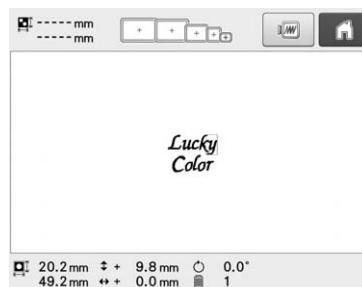 ----- mm
----- mm
Lucky
Color
20.2 mm + 9.8 mm 0.0°
49.2 mm + 0.0 mm 1